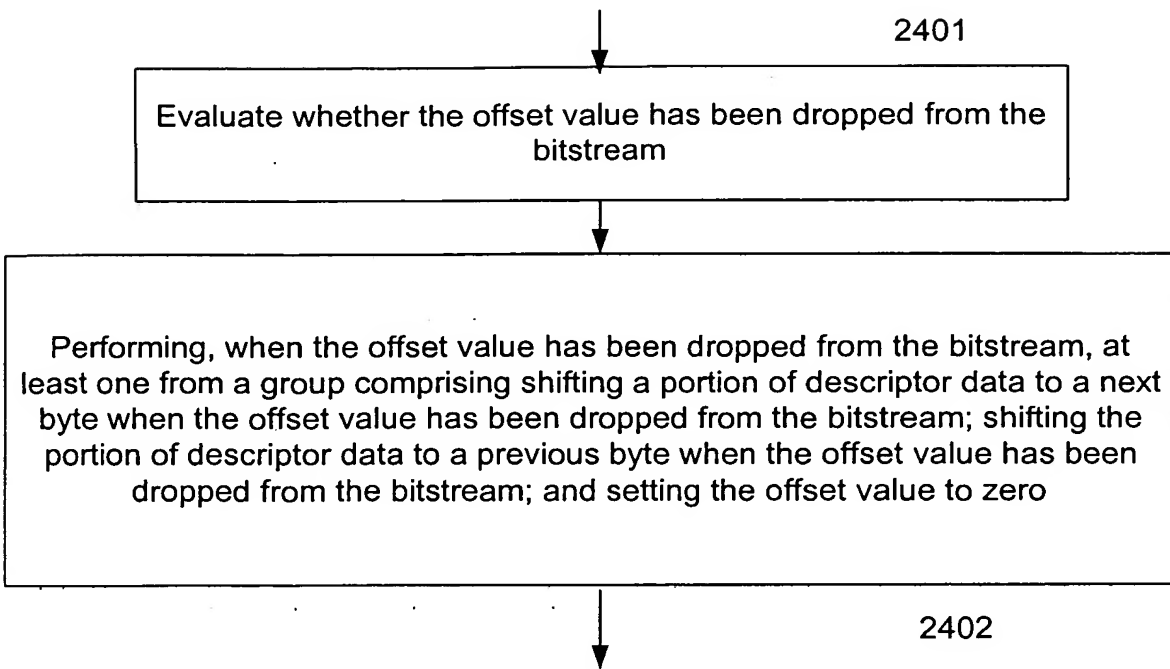 2401
Evaluate whether the offset value has been dropped from the
bitstream
Performing, when the offset value has been dropped from the bitstream, at
least one from a group comprising shifting a portion of descriptor data to a next
byte when the offset value has been dropped from the bitstream; shifting the
portion of descriptor data to a previous byte when the offset value has been
dropped from the bitstream; and setting the offset value to zero
2402